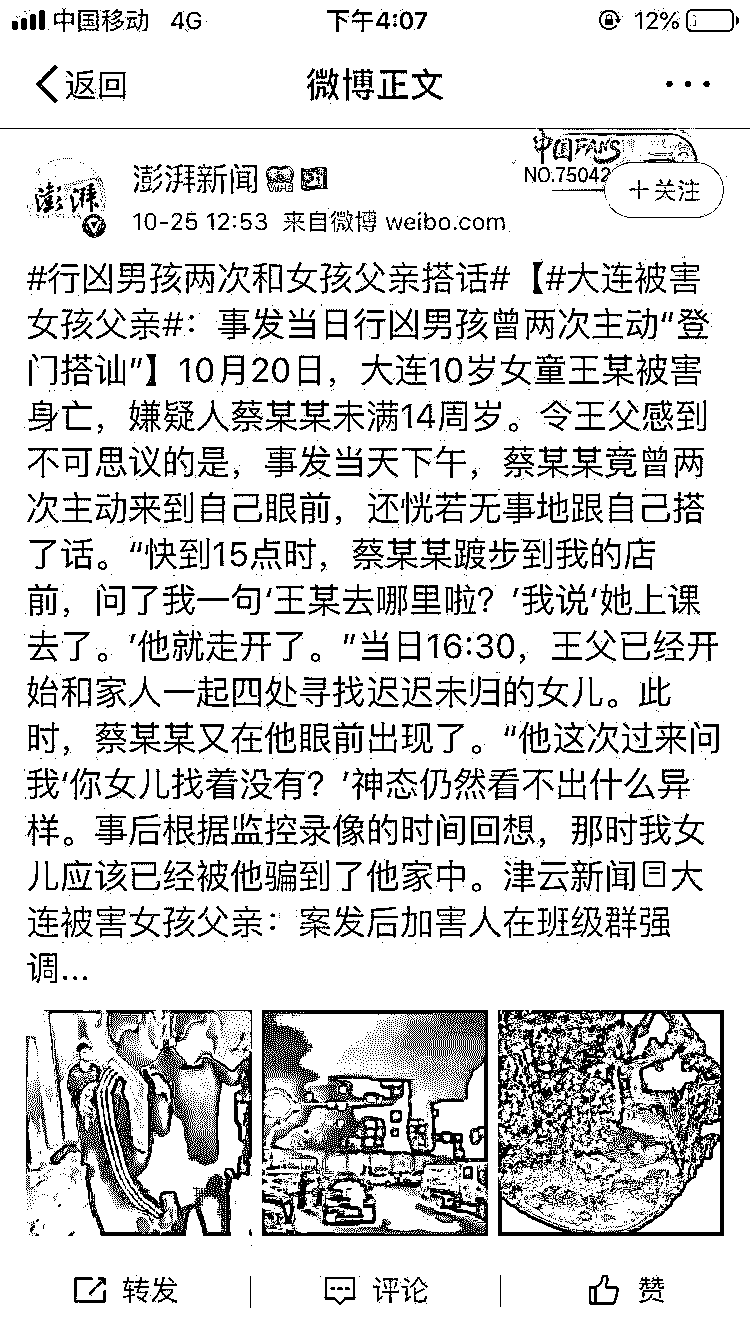 中国移动 4G 下午4:07 12%
返回 微博正文 ...
中国FANS
澎湃 澎湃新闻 NO.75042 +关注
10-25 12:53 来自微博 weibo.com
#行凶男孩两次和女孩父亲搭话#【#大连被害
女孩父亲#：事发当日行凶男孩曾两次主动“登
门搭讪”】10月20日，大连10岁女童王某被害
身亡，嫌疑人蔡某某未满14周岁。令王父感到
不可思议的是，事发当天下午，蔡某某竟曾两
次主动来到自己眼前，还恍若无事地跟自己搭
了话。“快到15点时，蔡某某踱步到我的店
前，问了我一句‘王某去哪里啦？’我说‘她上课
去了。’他就走开了。”当日16:30，王父已经开
始和家人一起四处寻找迟迟未归的女儿。此
时，蔡某某又在他眼前出现了。“他这次过来问
我‘你女儿找着没有？’神态仍然看不出什么异
样。事后根据监控录像的时间回想，那时我女
儿应该已经被他骗到了他家中。津云新闻大
连被害女孩父亲：案发后加害人在班级群强
调...
转发 评论 赞